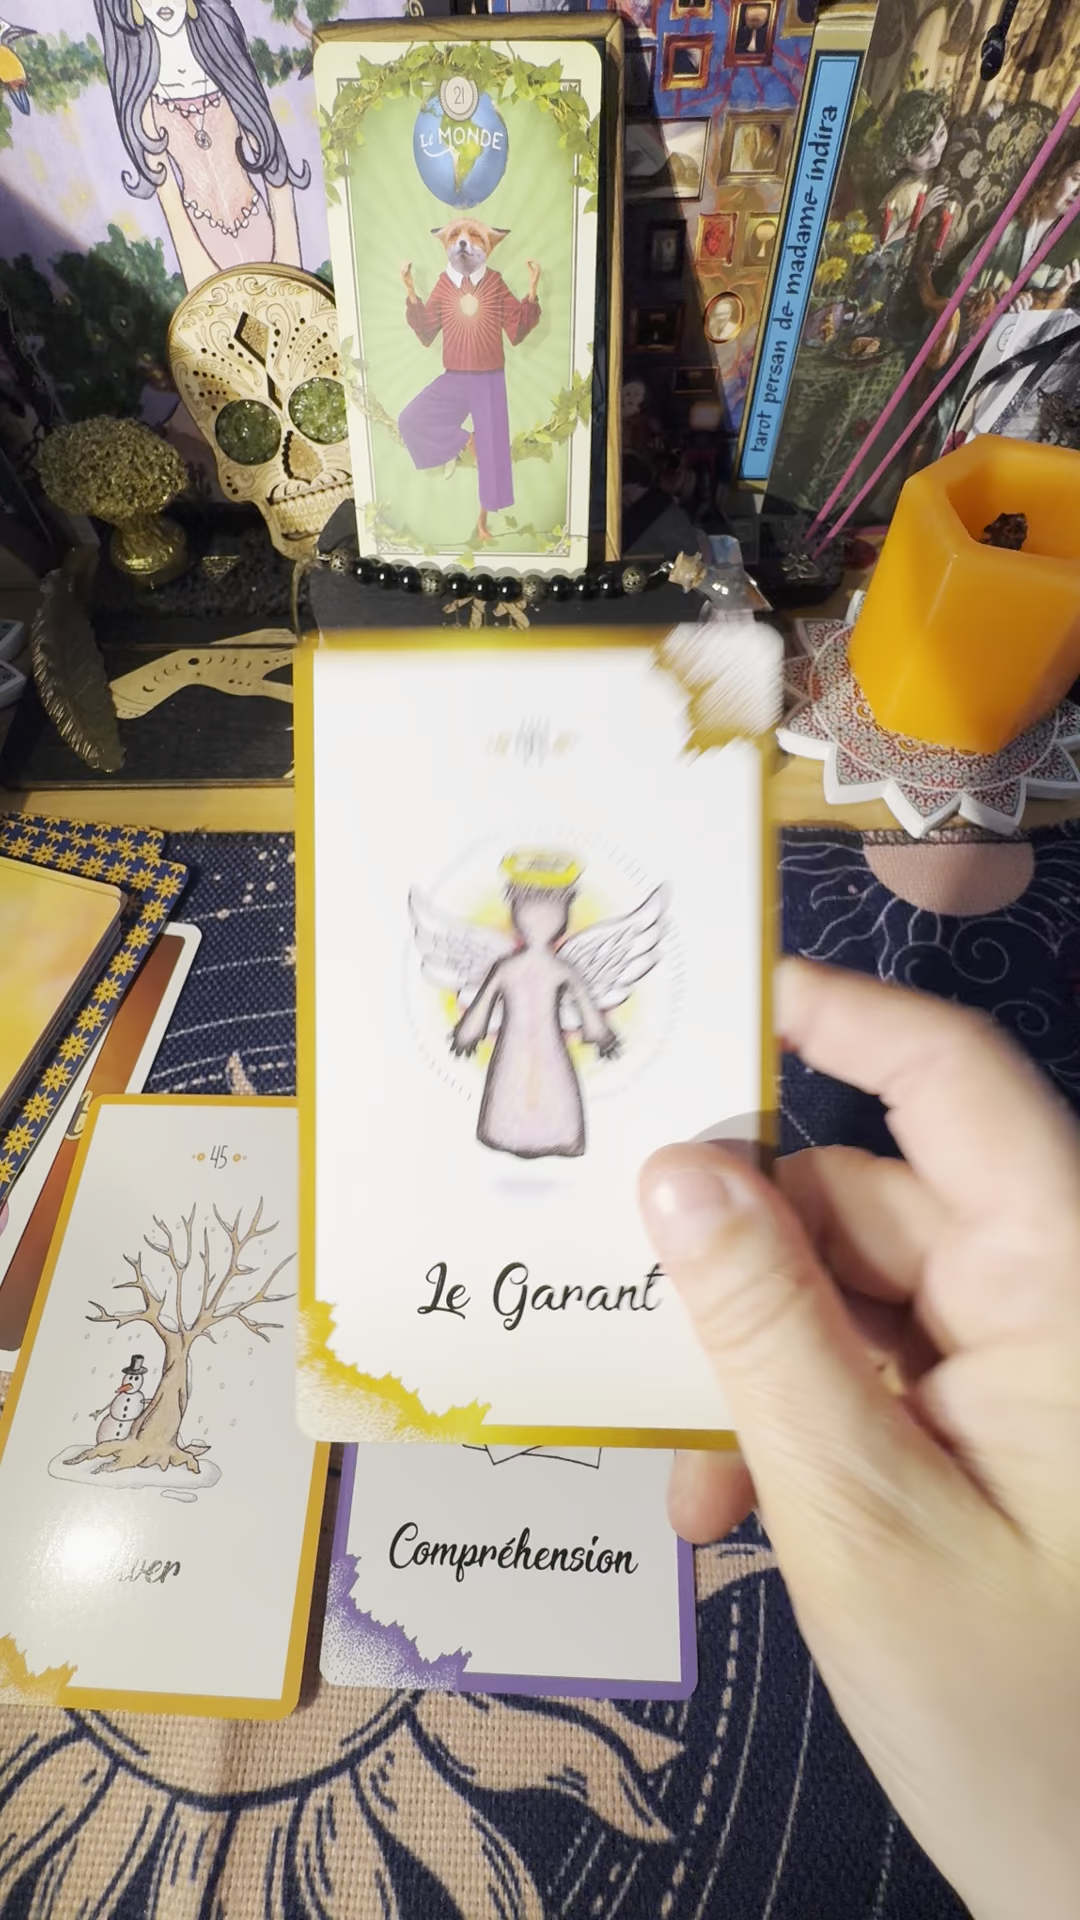 21
Le MONDE
tarot persan de madame indira
Le Garant
45
Compréhension